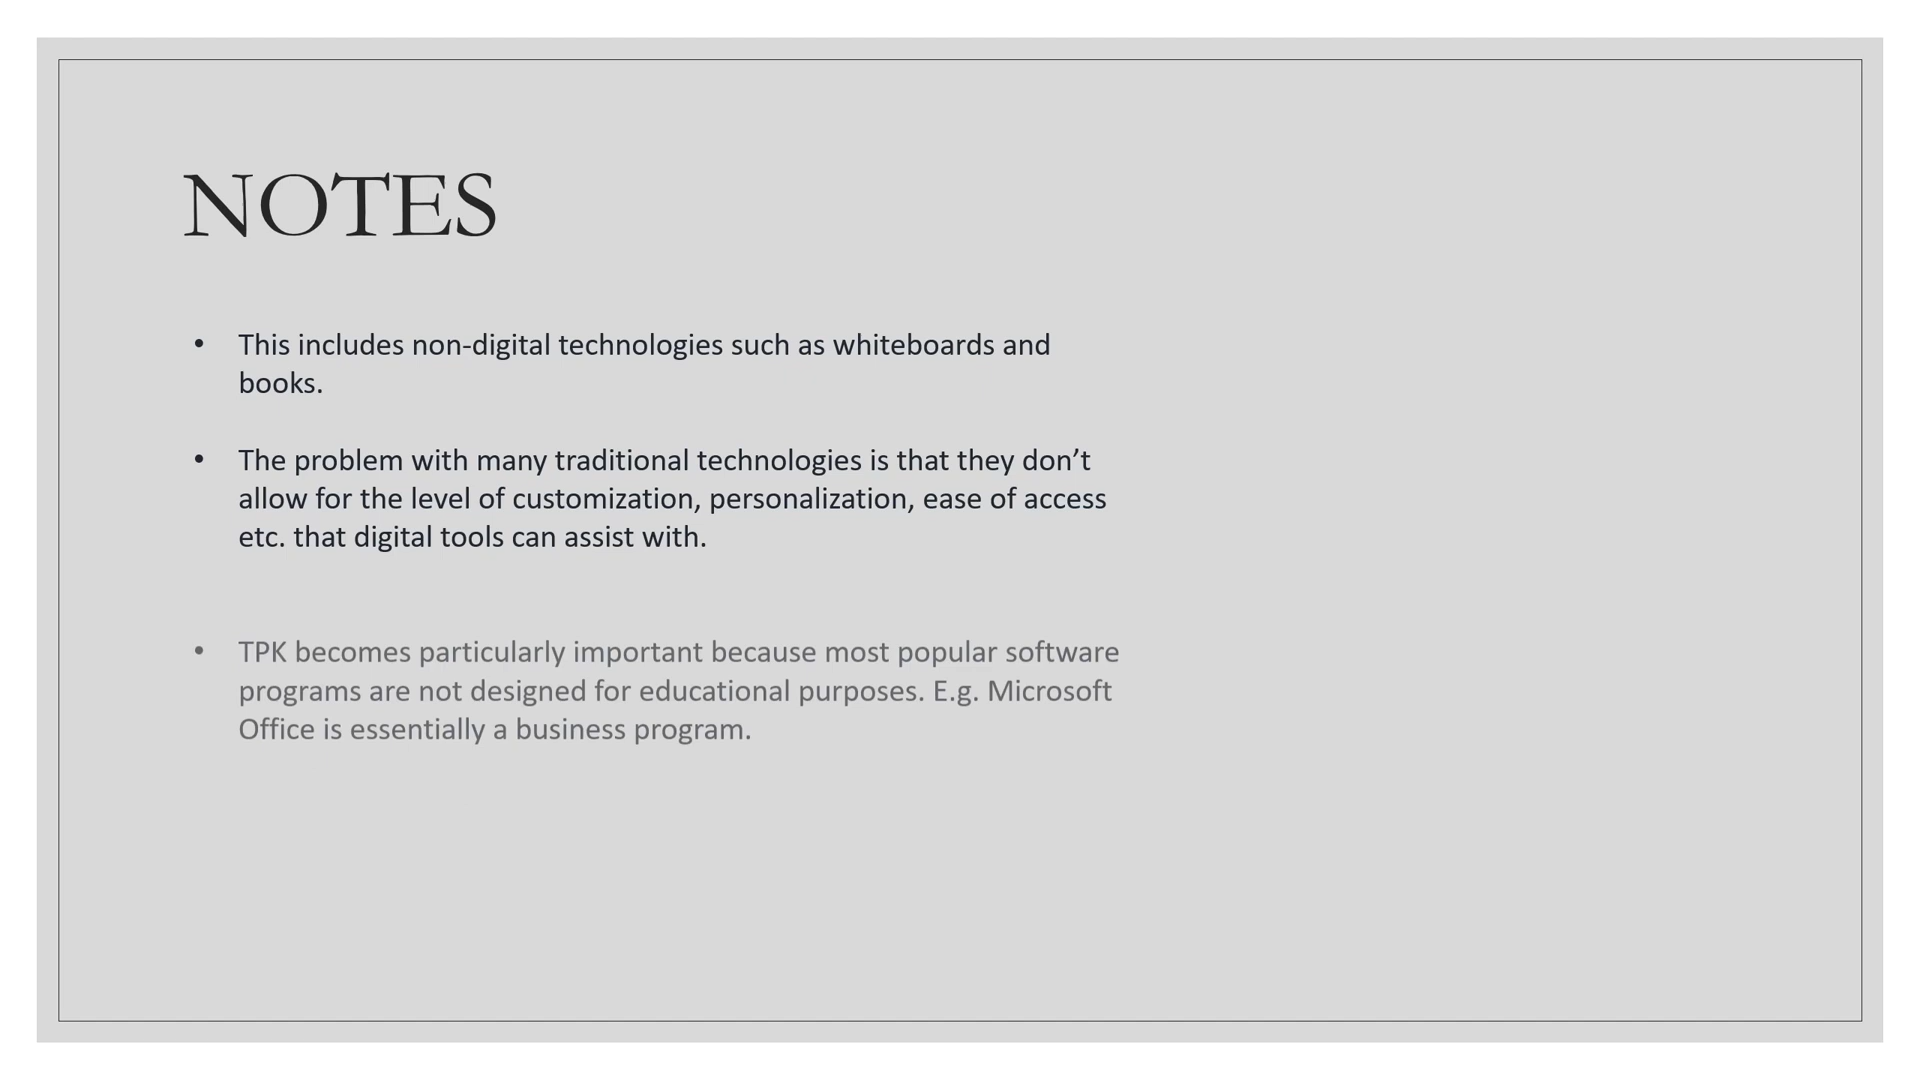 NOTES
• This includes non-digital technologies such as whiteboards and
books.
• The problem with many traditional technologies is that they don’t
allow for the level of customization, personalization, ease of access
etc. that digital tools can assist with.
• TPK becomes particularly important because most popular software
programs are not designed for educational purposes. E.g. Microsoft
Office is essentially a business program.